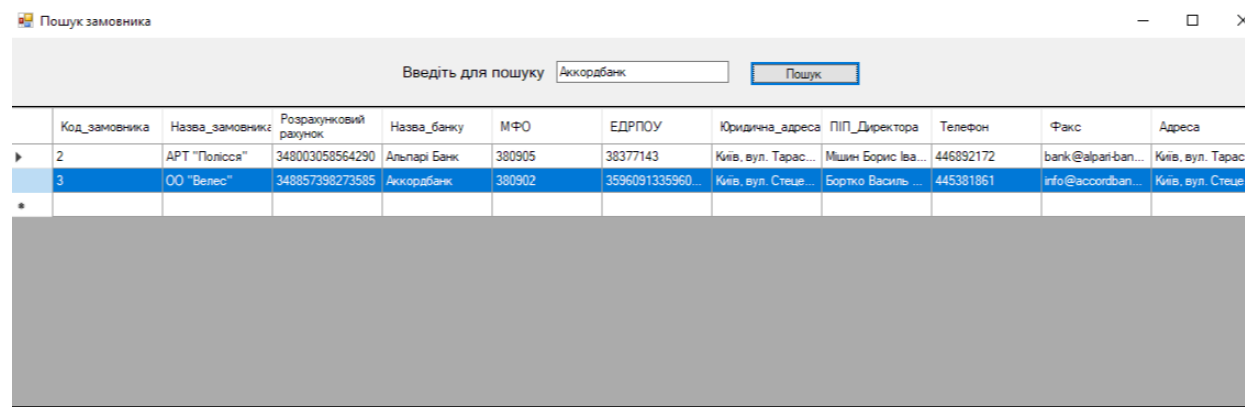 Пошук замовника
Введіть для пошуку Аккордбанк Пошук
Код_замовника Назва_замовника Розрахунковий рахунок Назва_банку МФО ЕДРПОУ Юридична_адреса ПІП_Директора Телефон Факс Адреса
2 АРТ "Полісся" 348003058564290 Альпарі Банк 380905 38377143 Київ, вул. Тарас... Мішин Борис Іва... 446892172 bank@alpari-ban... Київ, вул. Тарас
3 ОО "Велес" 348857398273585 Аккордбанк 380902 3596091335960... Київ, вул. Стеце... Бортко Василь ... 445381861 info@accordban... Київ, вул. Стеце